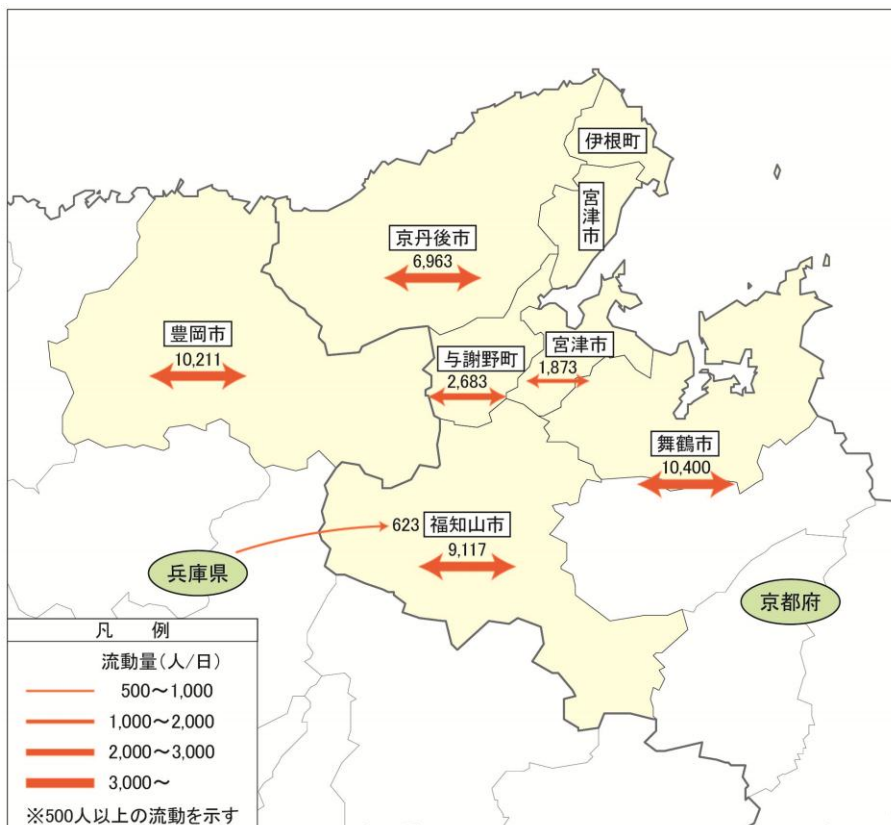 伊根町
宮津市
京丹後市
6,963
豊岡市
10,211
与謝野町
2,683
宮津市
1,873
舞鶴市
10,400
623
福知山市
9,117
兵庫県
京都府
凡 例
流動量(人/日)
500～1,000
1,000～2,000
2,000～3,000
3,000～
※500人以上の流動を示す